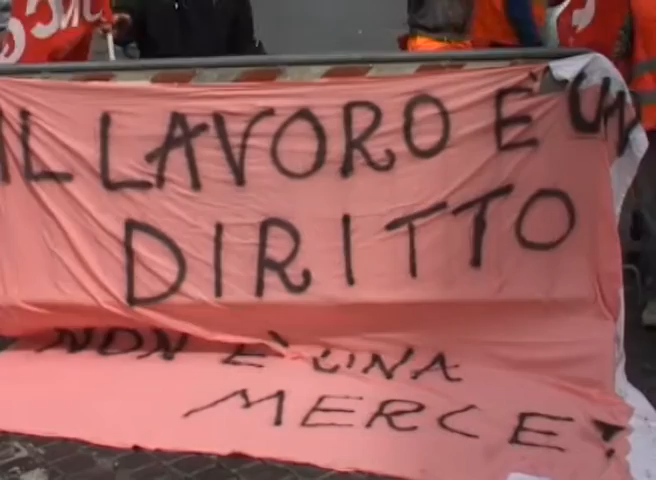 IL LAVORO È UN
DIRITTO
NON È UNA
MERCE